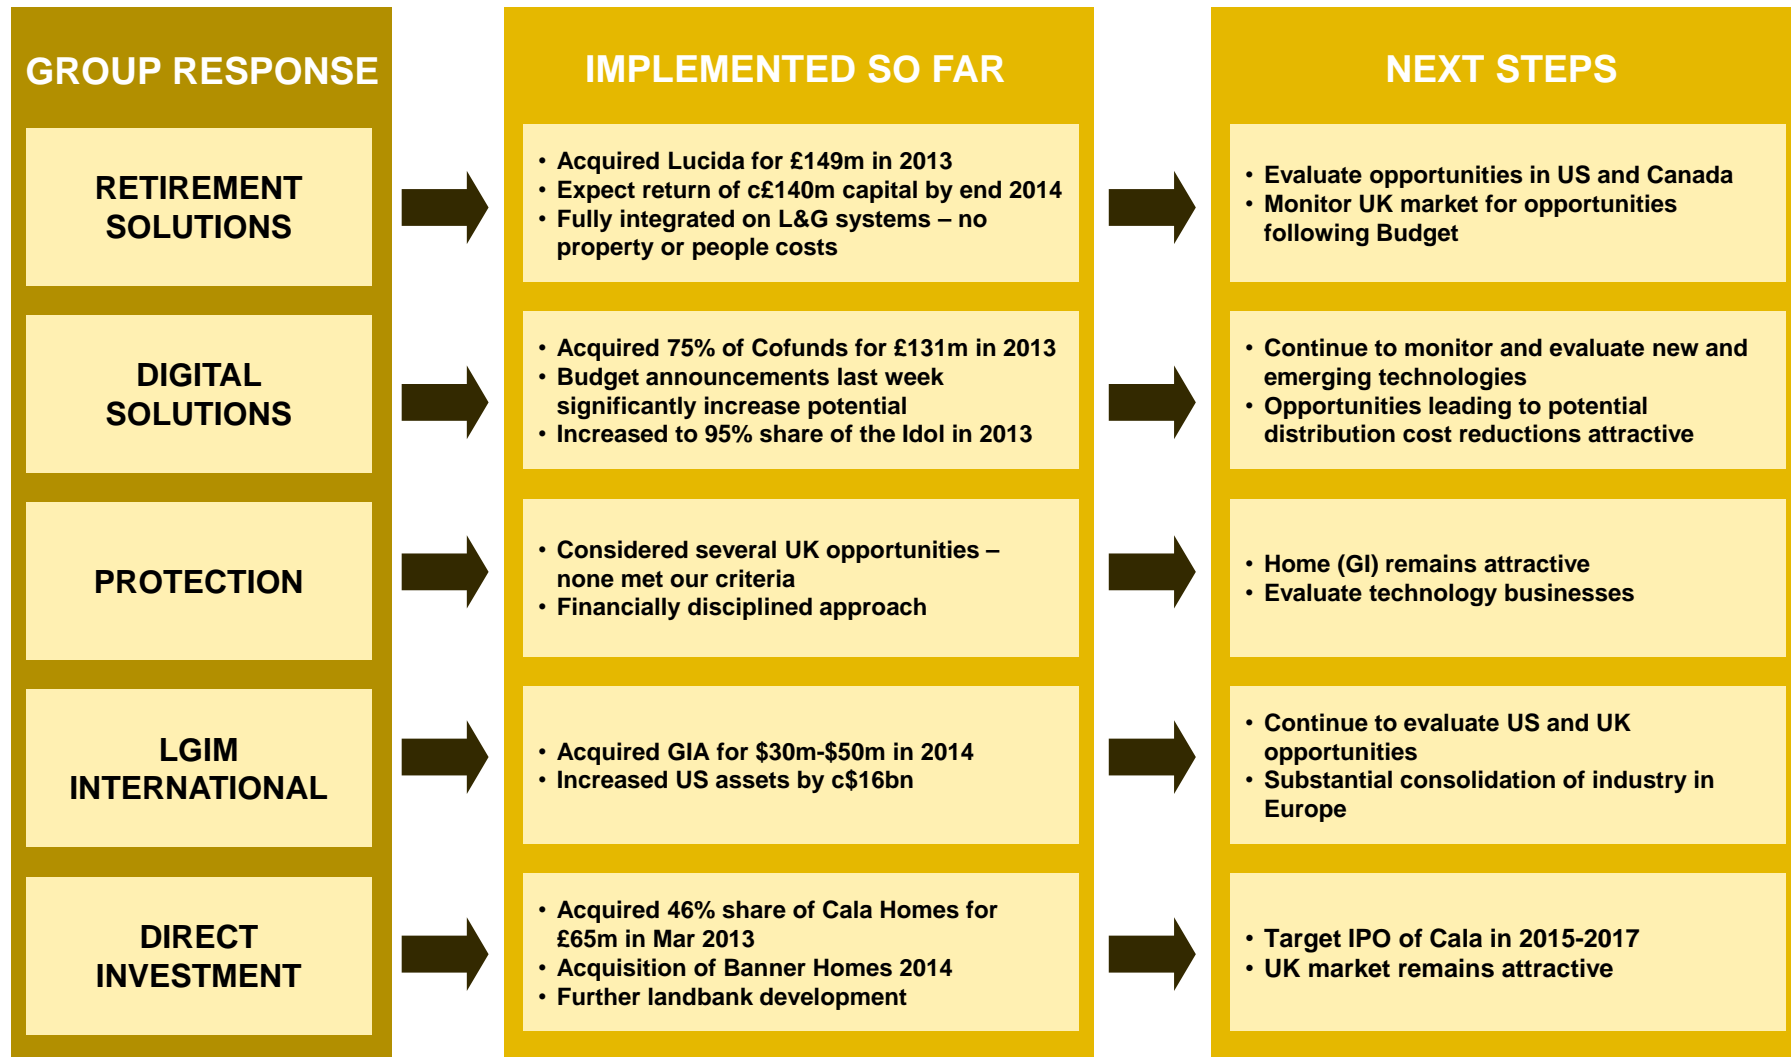 GROUP RESPONSE
IMPLEMENTED SO FAR
NEXT STEPS
RETIREMENT
SOLUTIONS
• Acquired Lucida for £149m in 2013
• Expect return of c£140m capital by end 2014
• Fully integrated on L&G systems – no
property or people costs
• Evaluate opportunities in US and Canada
• Monitor UK market for opportunities
following Budget
DIGITAL
SOLUTIONS
• Acquired 75% of Cofunds for £131m in 2013
• Budget announcements last week
significantly increase potential
• Increased to 95% share of the Idol in 2013
• Continue to monitor and evaluate new and
emerging technologies
• Opportunities leading to potential
distribution cost reductions attractive
PROTECTION
• Considered several UK opportunities –
none met our criteria
• Financially disciplined approach
• Home (GI) remains attractive
• Evaluate technology businesses
LGIM
INTERNATIONAL
• Acquired GIA for $30m-$50m in 2014
• Increased US assets by c$16bn
• Continue to evaluate US and UK
opportunities
• Substantial consolidation of industry in
Europe
DIRECT
INVESTMENT
• Acquired 46% share of Cala Homes for
£65m in Mar 2013
• Acquisition of Banner Homes 2014
• Further landbank development
• Target IPO of Cala in 2015-2017
• UK market remains attractive